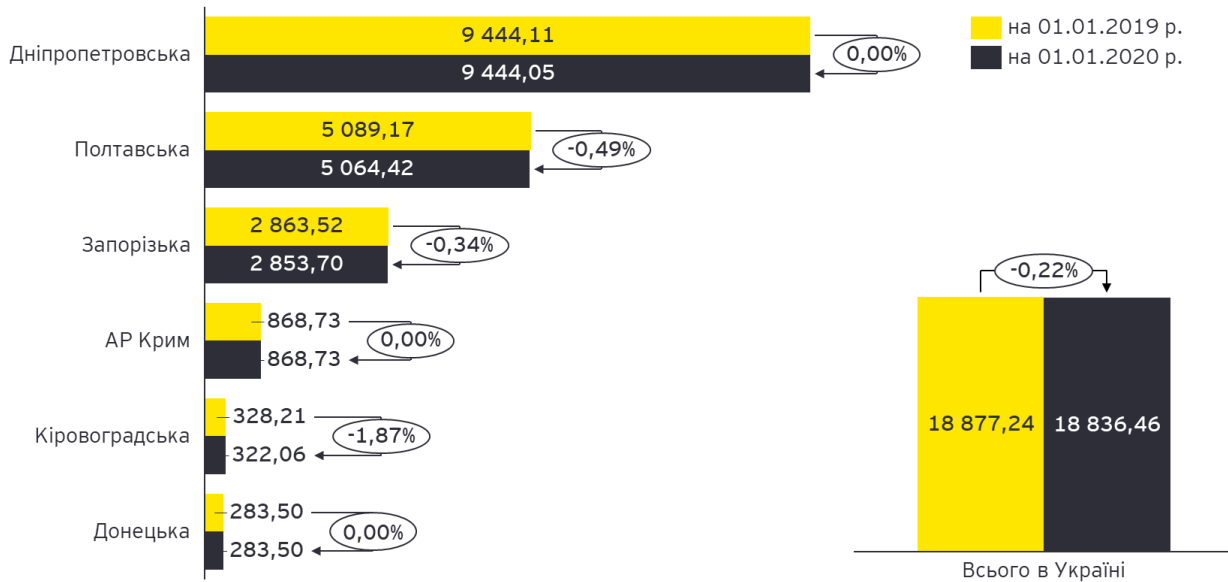 на 01.01.2019 р.
на 01.01.2020 р.
Дніпропетровська
9 444,11
9 444,05
0,00%
Полтавська
5 089,17
5 064,42
-0,49%
Запорізька
2 863,52
2 853,70
-0,34%
АР Крим
868,73
868,73
0,00%
Кіровоградська
328,21
322,06
-1,87%
Донецька
283,50
283,50
0,00%
-0,22%
18 877,24
18 836,46
Всього в Україні